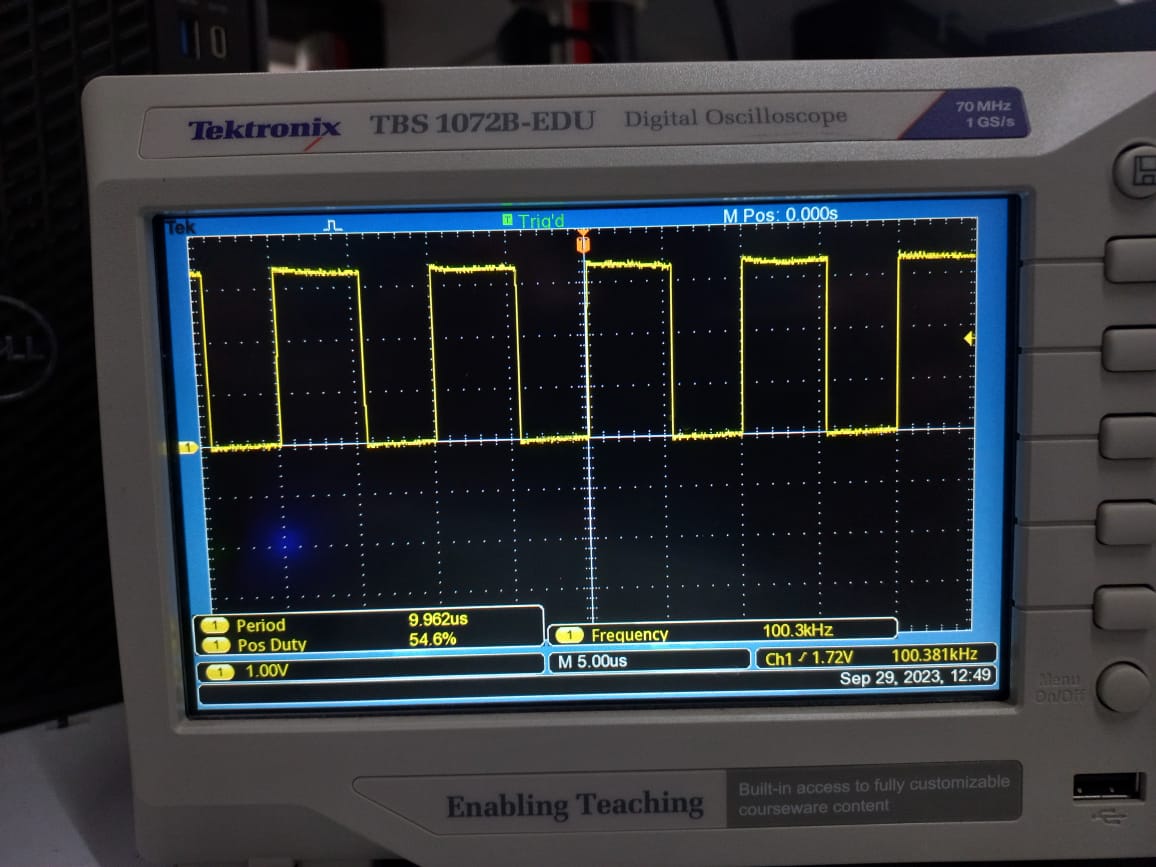 Tektronix TBS 1072B-EDU Digital Oscilloscope
70 MHz
1 GS/s
Tek T Trig'd M Pos: 0.000s
T
1
1 Period 9.962us
1 Pos Duty 54.6%
1 Frequency 100.3kHz
1 1.00V M 5.00us Ch1 1.72V 100.381kHz
Sep 29, 2023, 12:49
Menu
On/Off
Enabling Teaching
Built-in access to fully customizable
courseware content